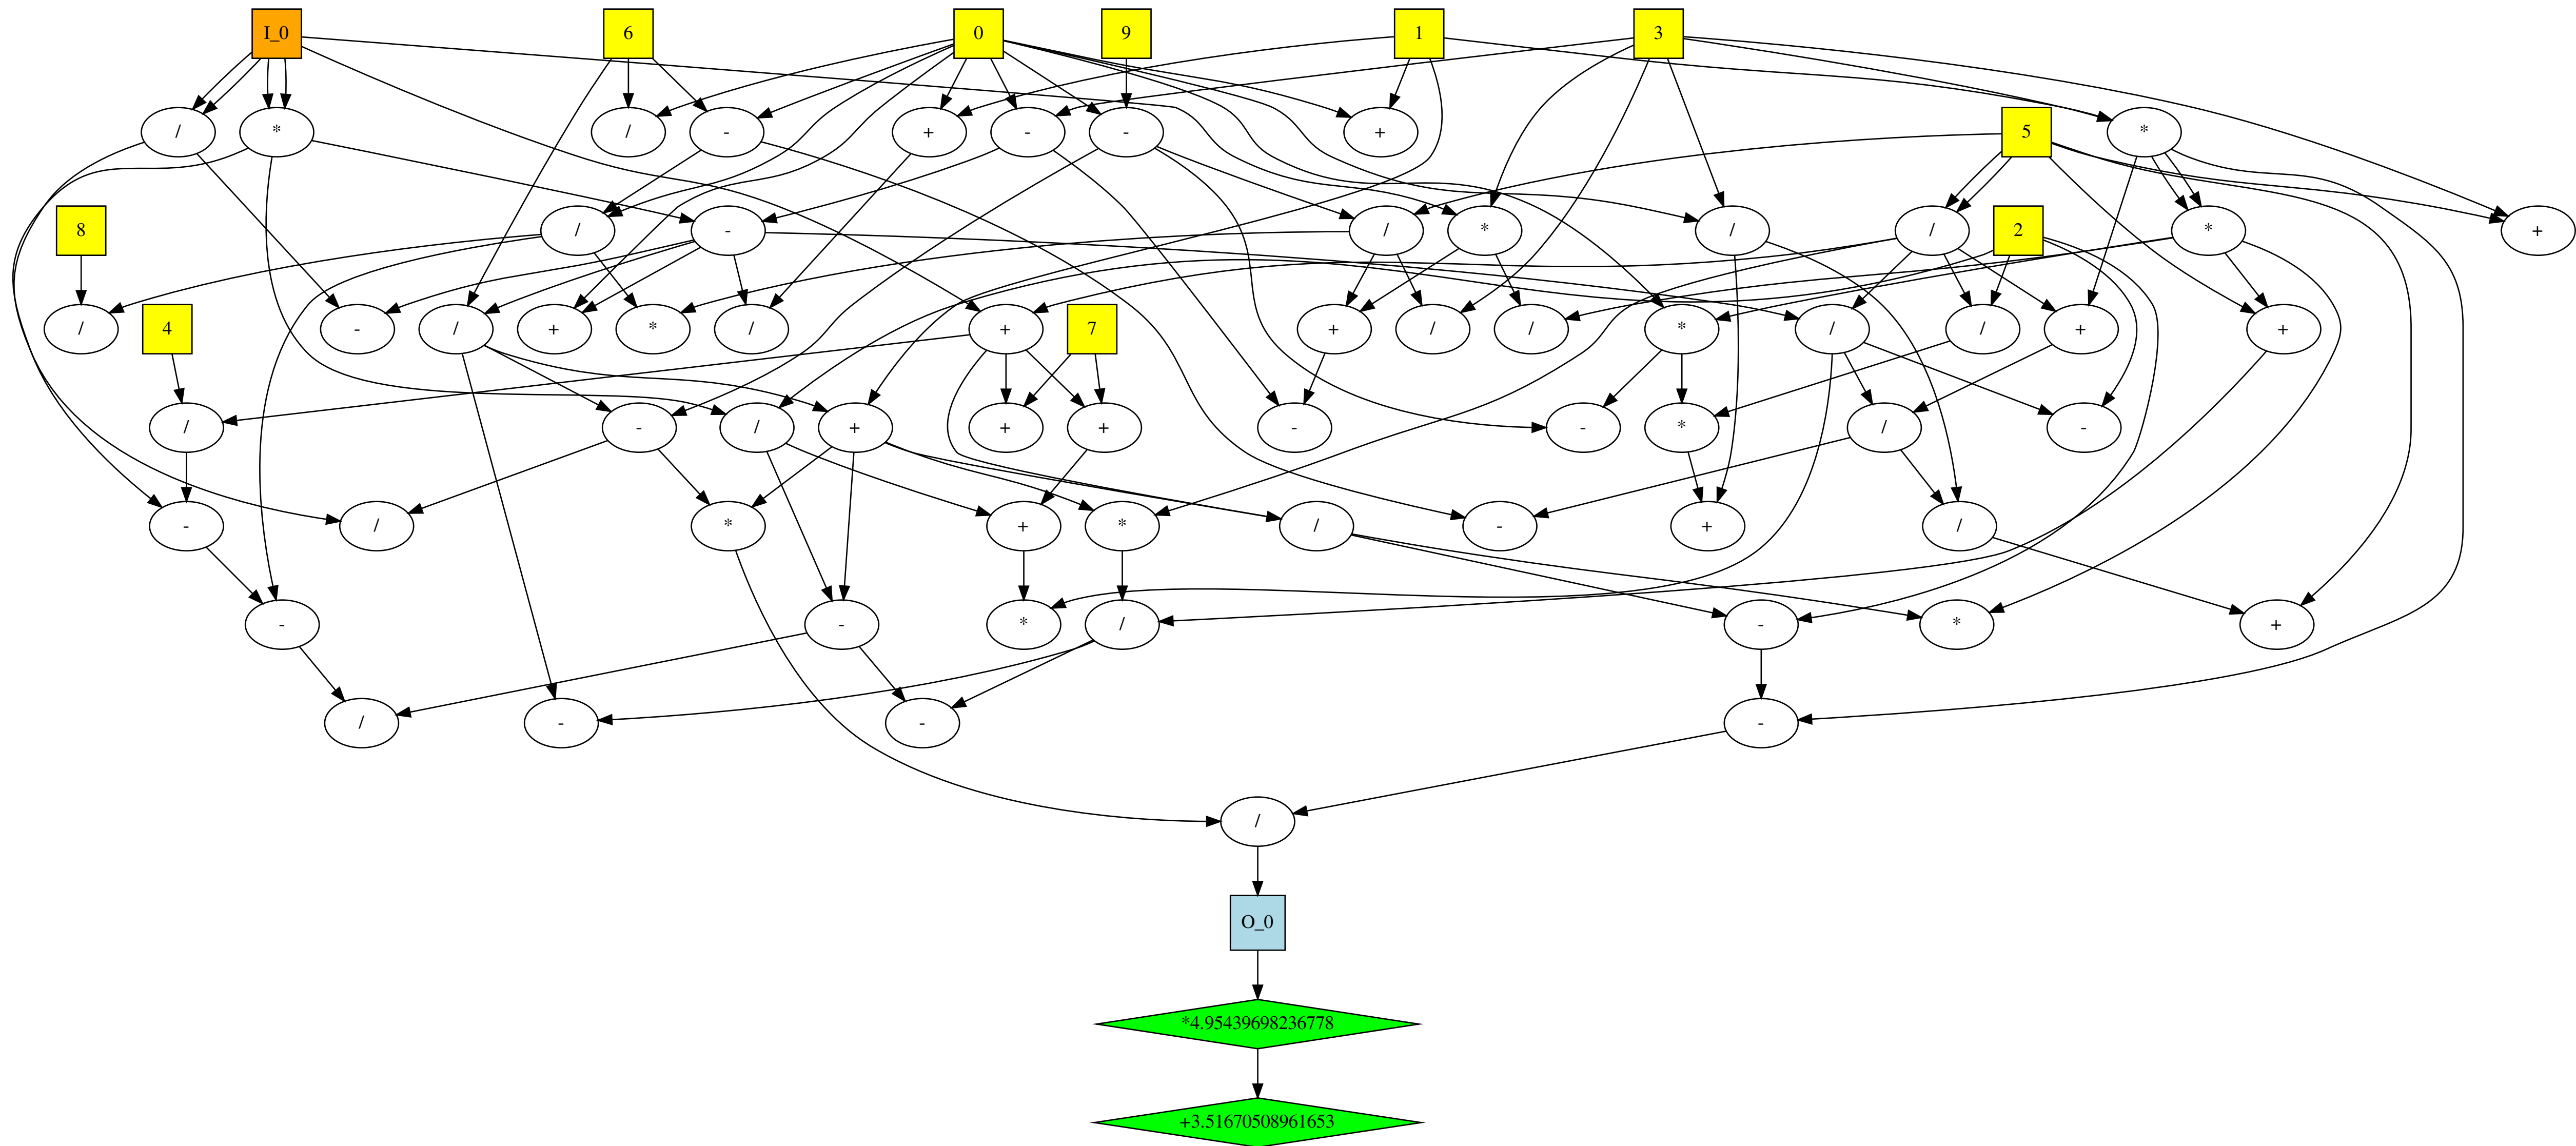 I_0 6 0 9 1 3
/ * / - + - - + * 5
8 / - / * / / 2 * +
/ 4 - / + * / + 7 + / / * / / + +
/ - / + + + - - * / -
- / * + * / - + /
- - * / - * +
/ - - -
/
O_0
*4.95439698236778
+3.51670508961653